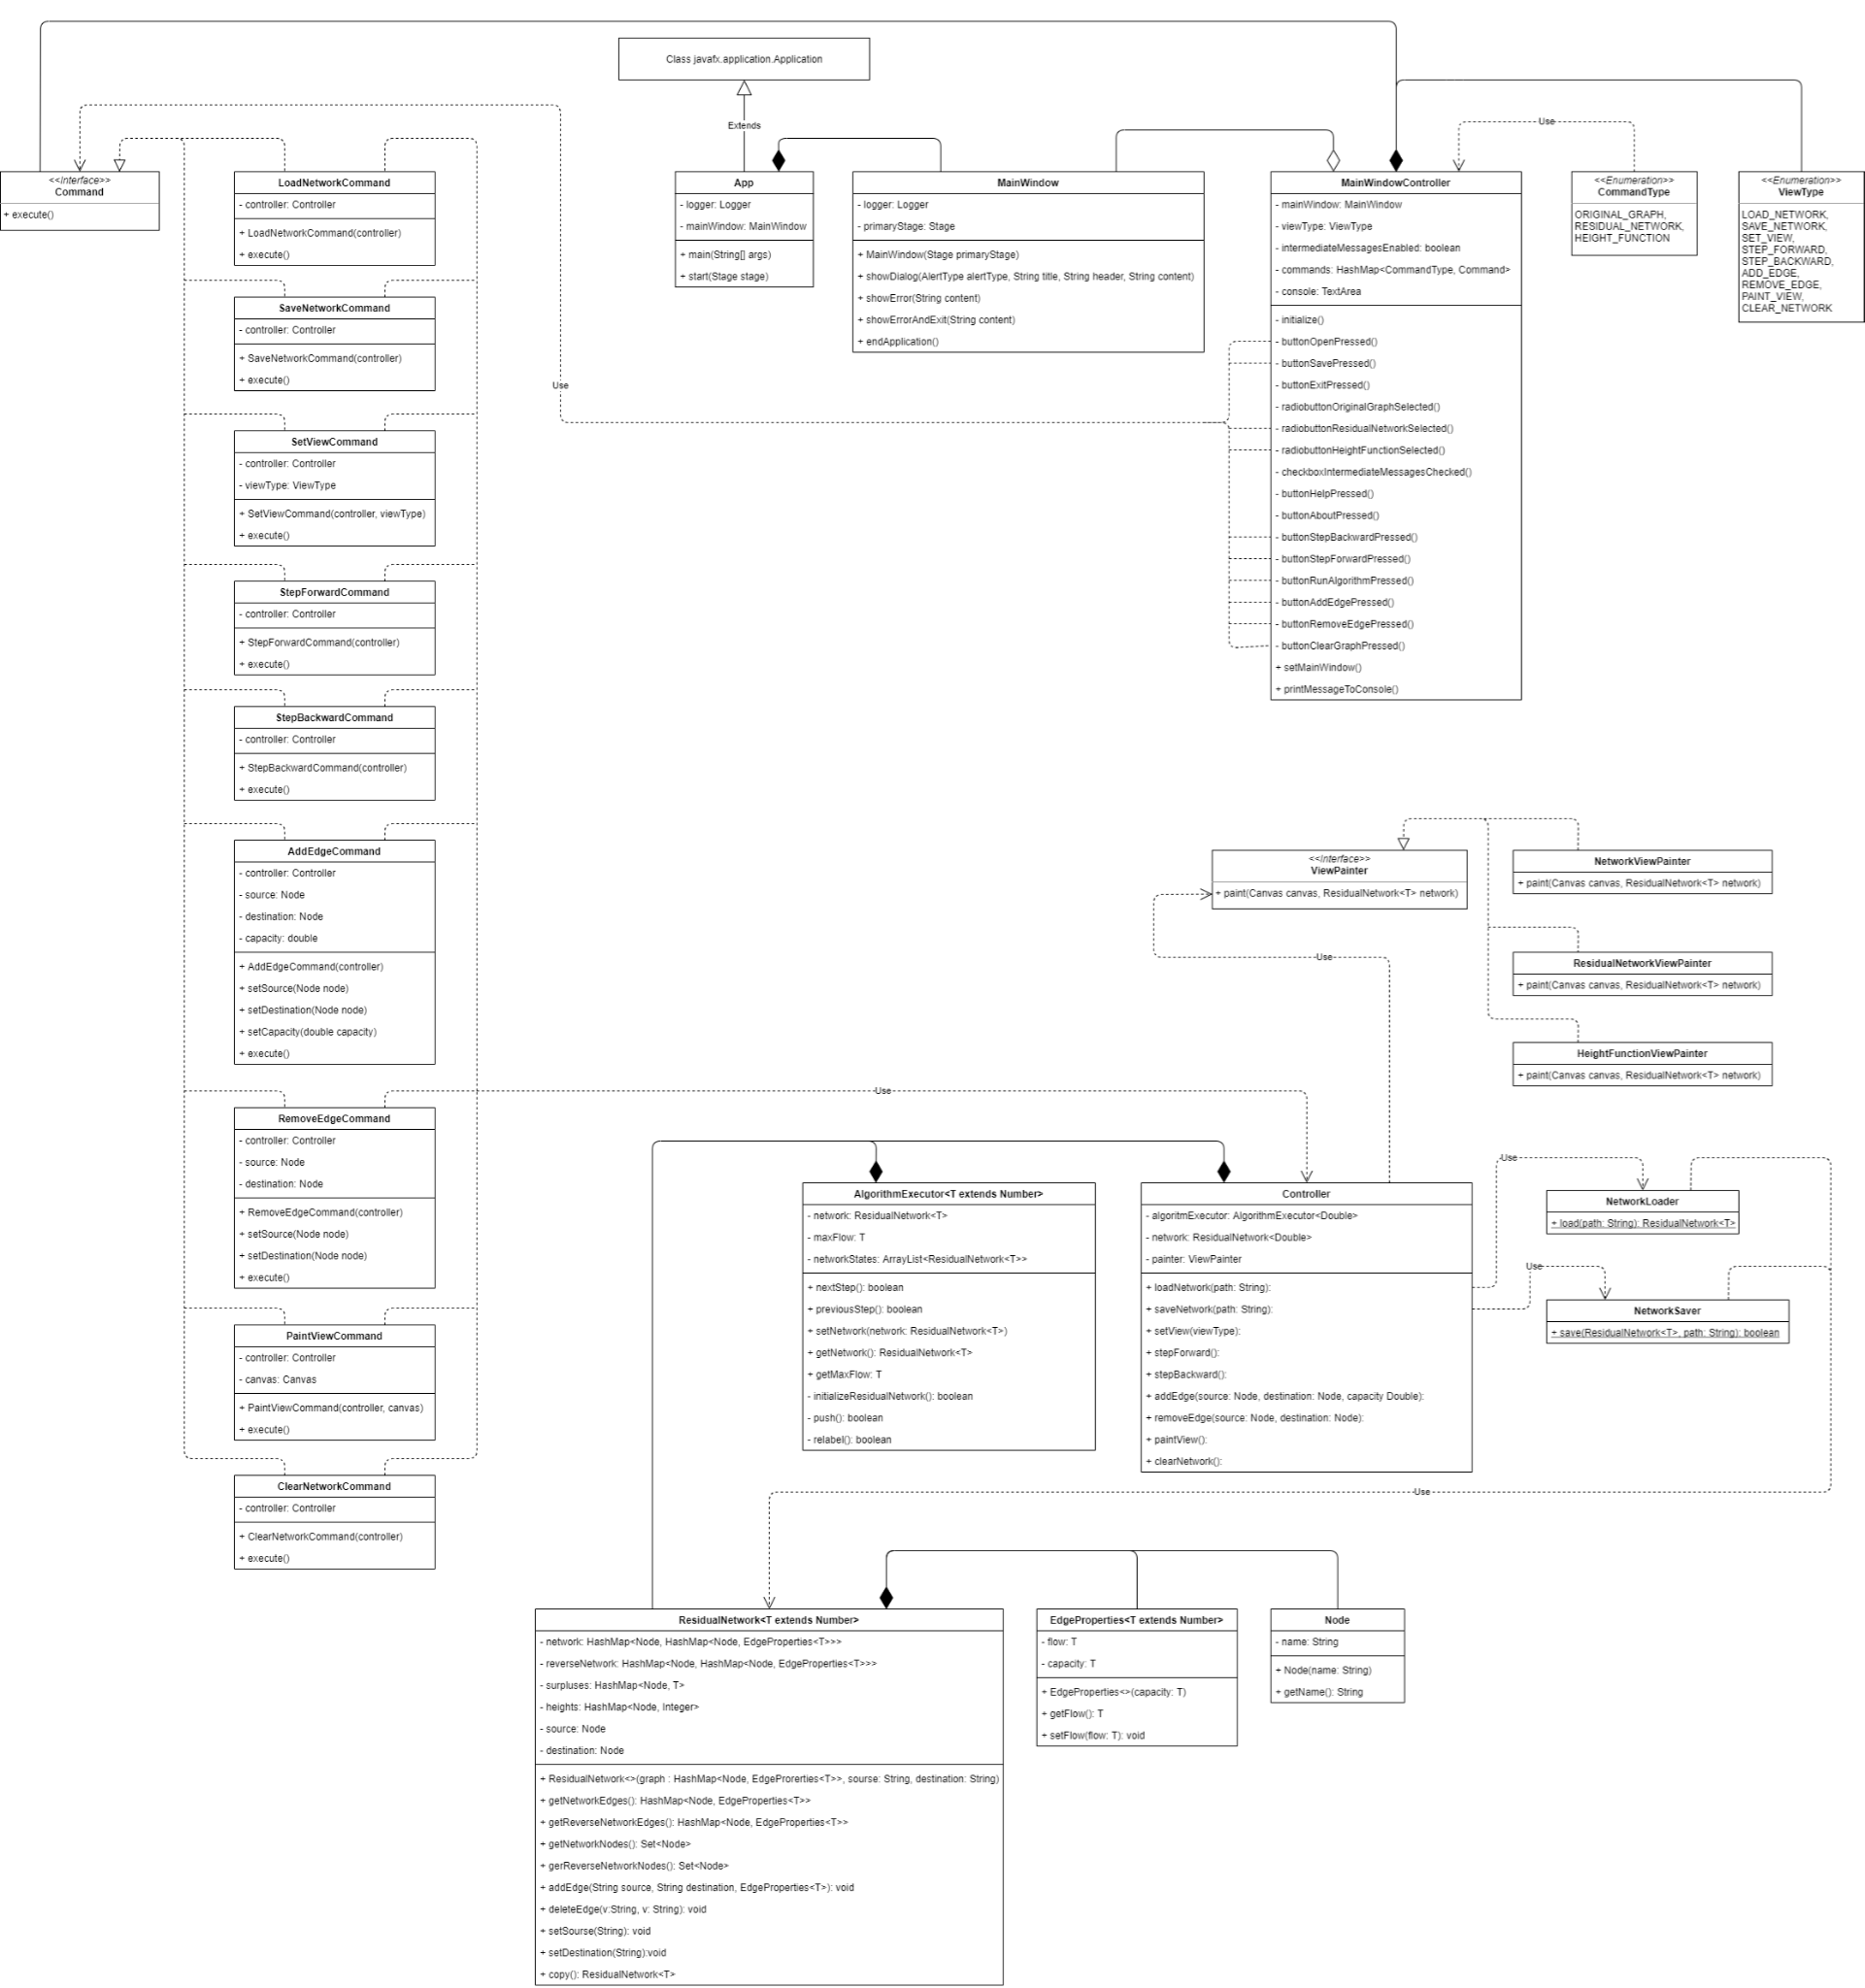 Class javafx.application.Application
Extends
Use
<<Interface>>
Command
+ execute()
LoadNetworkCommand
- controller: Controller
+ LoadNetworkCommand(controller)
+ execute()
App
- logger: Logger
- mainWindow: MainWindow
+ main(String[] args)
+ start(Stage stage)
MainWindow
- logger: Logger
- primaryStage: Stage
+ MainWindow(Stage primaryStage)
+ showDialog(AlertType alertType, String title, String header, String content)
+ showError(String content)
+ showErrorAndExit(String content)
+ endApplication()
MainWindowController
- mainWindow: MainWindow
- viewType: ViewType
- intermediateMessagesEnabled: boolean
- commands: HashMap<CommandType, Command>
- console: TextArea
- initialize()
- buttonOpenPressed()
- buttonSavePressed()
- buttonExitPressed()
- radiobuttonOriginalGraphSelected()
- radiobuttonResidualNetworkSelected()
- radiobuttonHeightFunctionSelected()
- checkboxIntermediateMessagesChecked()
- buttonHelpPressed()
- buttonAboutPressed()
- buttonStepBackwardPressed()
- buttonStepForwardPressed()
- buttonRunAlgorithmPressed()
- buttonAddEdgePressed()
- buttonRemoveEdgePressed()
- buttonClearGraphPressed()
+ setMainWindow()
+ printMessageToConsole()
<<Enumeration>>
CommandType
ORIGINAL_GRAPH,
RESIDUAL_NETWORK,
HEIGHT_FUNCTION
<<Enumeration>>
ViewType
LOAD_NETWORK,
SAVE_NETWORK,
SET_VIEW,
STEP_FORWARD,
STEP_BACKWARD,
ADD_EDGE,
REMOVE_EDGE,
PAINT_VIEW,
CLEAR_NETWORK
SaveNetworkCommand
- controller: Controller
+ SaveNetworkCommand(controller)
+ execute()
Use
SetViewCommand
- controller: Controller
- viewType: ViewType
+ SetViewCommand(controller, viewType)
+ execute()
StepForwardCommand
- controller: Controller
+ StepForwardCommand(controller)
+ execute()
StepBackwardCommand
- controller: Controller
+ StepBackwardCommand(controller)
+ execute()
AddEdgeCommand
- controller: Controller
- source: Node
- destination: Node
- capacity: double
+ AddEdgeCommand(controller)
+ setSource(Node node)
+ setDestination(Node node)
+ setCapacity(double capacity)
+ execute()
<<Interface>>
ViewPainter
+ paint(Canvas canvas, ResidualNetwork<T> network)
Use
NetworkViewPainter
+ paint(Canvas canvas, ResidualNetwork<T> network)
ResidualNetworkViewPainter
+ paint(Canvas canvas, ResidualNetwork<T> network)
HeightFunctionViewPainter
+ paint(Canvas canvas, ResidualNetwork<T> network)
Use
RemoveEdgeCommand
- controller: Controller
- source: Node
- destination: Node
+ RemoveEdgeCommand(controller)
+ setSource(Node node)
+ setDestination(Node node)
+ execute()
AlgorithmExecutor<T extends Number>
- network: ResidualNetwork<T>
- maxFlow: T
- networkStates: ArrayList<ResidualNetwork<T>>
+ nextStep(): boolean
+ previousStep(): boolean
+ setNetwork(network: ResidualNetwork<T>)
+ getNetwork(): ResidualNetwork<T>
+ getMaxFlow: T
- initializeResidualNetwork(): boolean
- push(): boolean
- relabel(): boolean
Controller
- algoritmExecutor: AlgorithmExecutor<Double>
- network: ResidualNetwork<Double>
- painter: ViewPainter
+ loadNetwork(path: String):
+ saveNetwork(path: String):
+ setView(viewType):
+ stepForward():
+ stepBackward():
+ addEdge(source: Node, destination: Node, capacity Double):
+ removeEdge(source: Node, destination: Node):
+ paintView():
+ clearNetwork():
Use
NetworkLoader
+ load(path: String): ResidualNetwork<T>
Use
NetworkSaver
+ save(ResidualNetwork<T>, path: String): boolean
PaintViewCommand
- controller: Controller
- canvas: Canvas
+ PaintViewCommand(controller, canvas)
+ execute()
ClearNetworkCommand
- controller: Controller
+ ClearNetworkCommand(controller)
+ execute()
Use
ResidualNetwork<T extends Number>
- network: HashMap<Node, HashMap<Node, EdgeProperties<T>>>
- reverseNetwork: HashMap<Node, HashMap<Node, EdgeProperties<T>>>
- surpluses: HashMap<Node, T>
- heights: HashMap<Node, Integer>
- source: Node
- destination: Node
+ ResidualNetwork<>(graph : HashMap<Node, EdgeProrerties<T>>, sourse: String, destination: String)
+ getNetworkEdges(): HashMap<Node, EdgeProperties<T>>
+ getReverseNetworkEdges(): HashMap<Node, EdgeProperties<T>>
+ getNetworkNodes(): Set<Node>
+ gerReverseNetworkNodes(): Set<Node>
+ addEdge(String source, String destination, EdgeProperties<T>): void
+ deleteEdge(v:String, v: String): void
+ setSourse(String): void
+ setDestination(String):void
+ copy(): ResidualNetwork<T>
EdgeProperties<T extends Number>
- flow: T
- capacity: T
+ EdgeProperties<>(capacity: T)
+ getFlow(): T
+ setFlow(flow: T): void
Node
- name: String
+ Node(name: String)
+ getName(): String